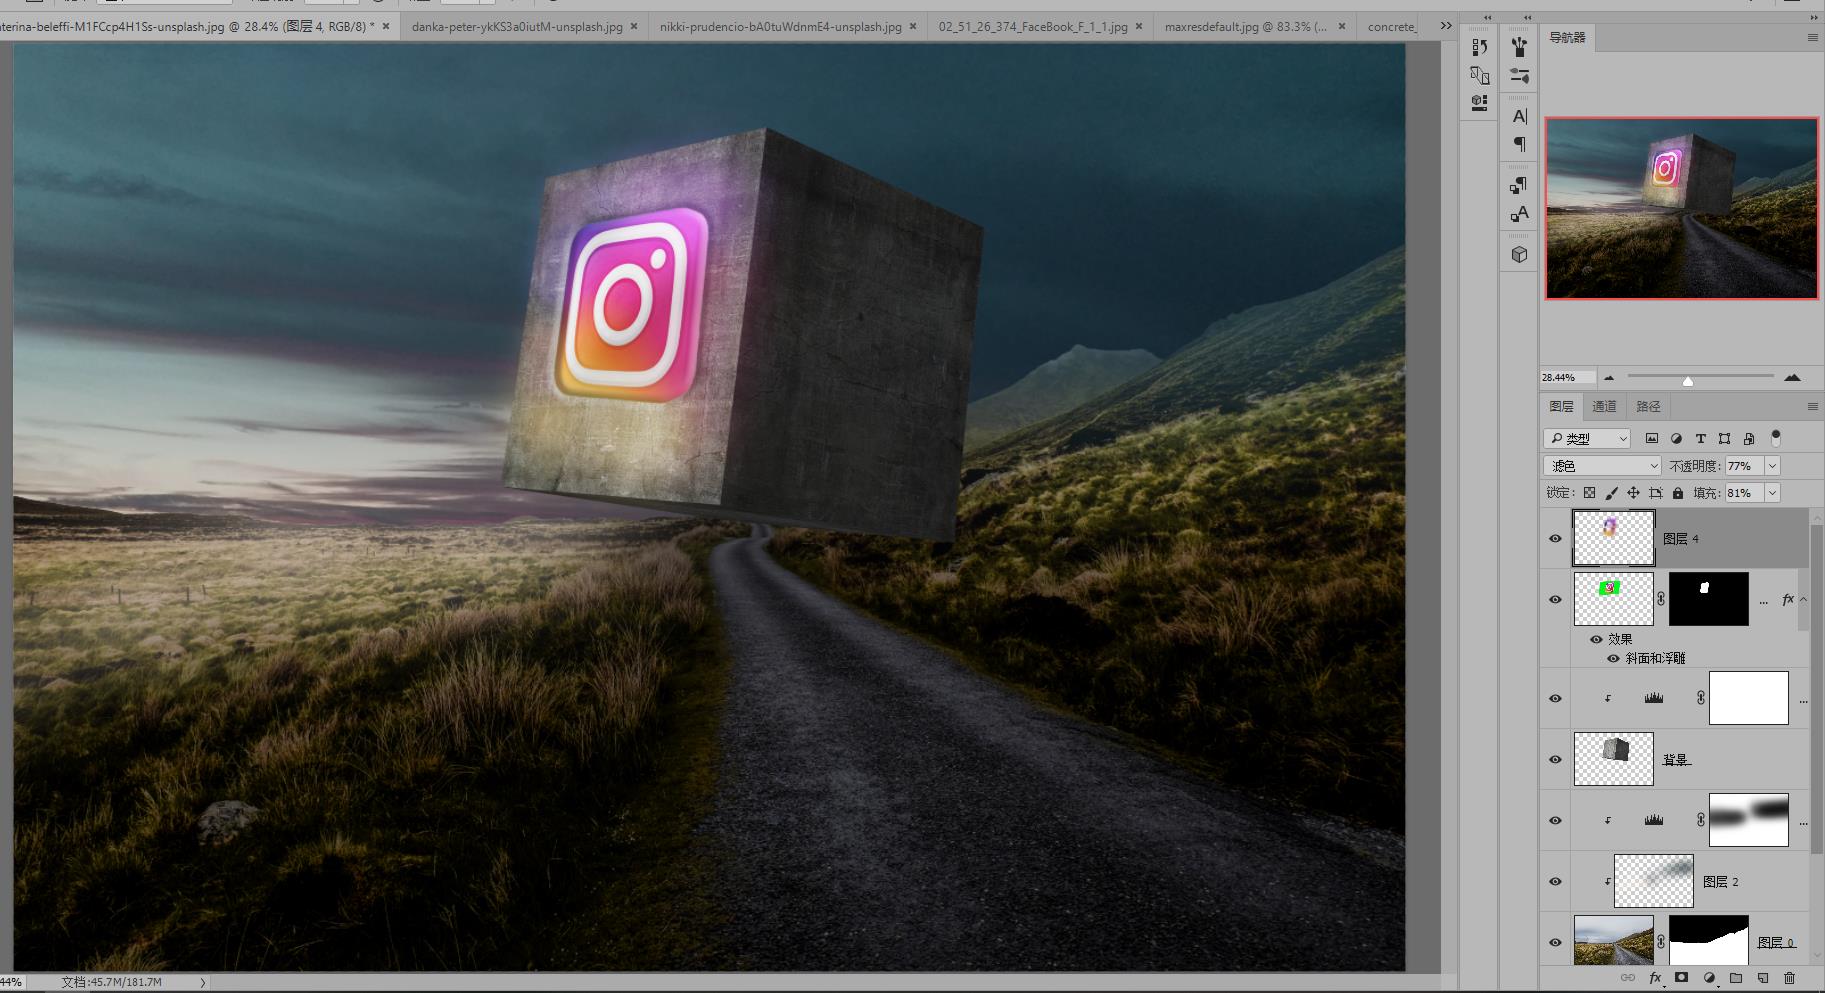 terina-beleffi-M1FCcp4H1Ss-unsplash.jpg @ 28.4% (图层 4, RGB/8) *
danka-peter-ykKS3a0iutM-unsplash.jpg
nikki-prudencio-bA0tuWdnmE4-unsplash.jpg
02_51_26_374_FaceBook_F_1_1.jpg
maxresdefault.jpg @ 83.3% (...
concrete_
导航器
28.44%
图层
通道
路径
类型
滤色
不透明度: 77%
锁定:
填充: 81%
图层 4
fx
效果
斜面和浮雕
背景
图层 2
图层 0
44%
文档:45.7M/181.7M
fx